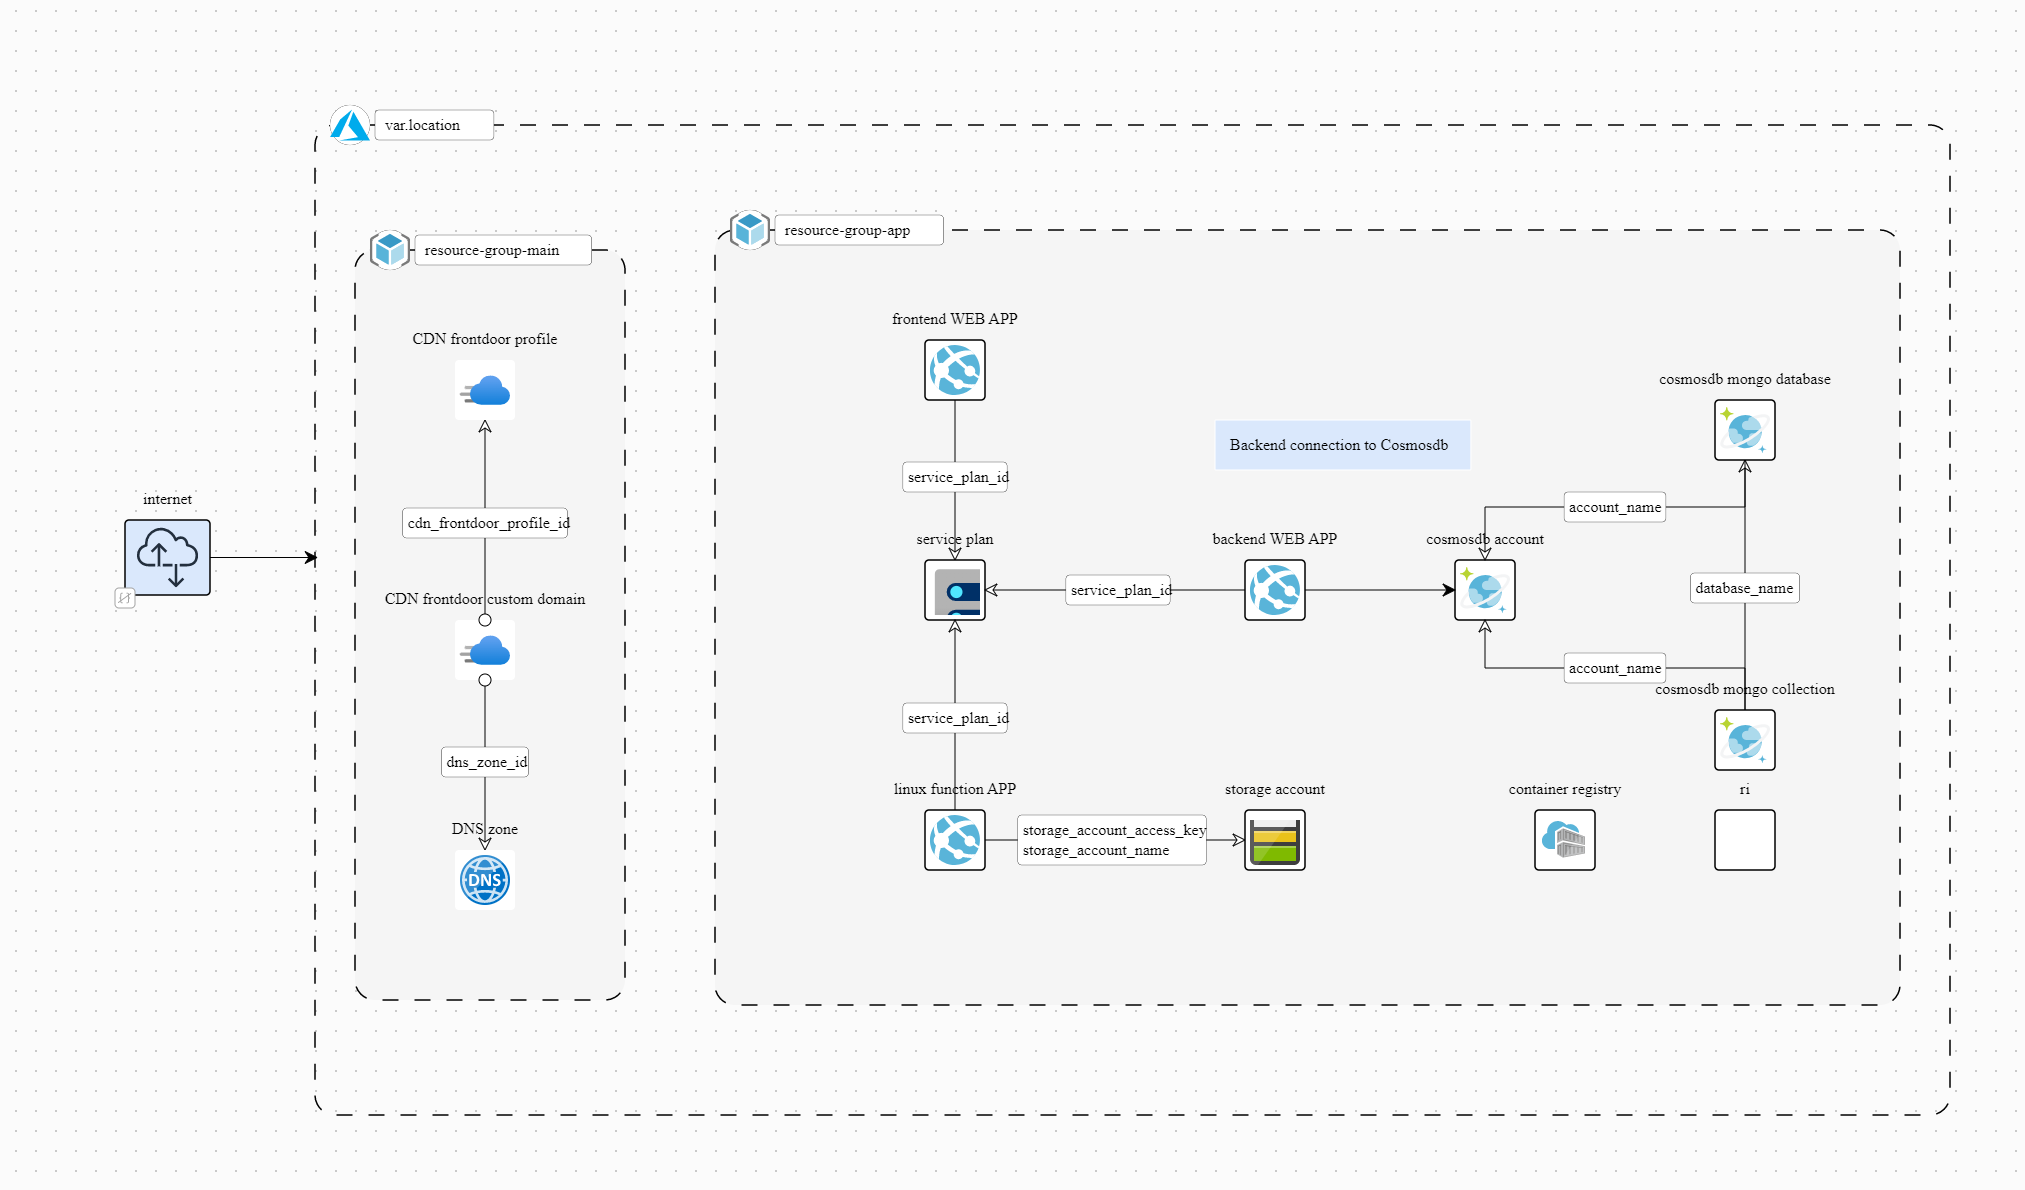 var.location
resource-group-app
resource-group-main
frontend WEB APP
CDN frontdoor profile
cosmosdb mongo database
Backend connection to Cosmosdb
service_plan_id
internet
account_name
cdn_frontdoor_profile_id
service plan
backend WEB APP
cosmosdb account
service_plan_id
database_name
CDN frontdoor custom domain
account_name
cosmosdb mongo collection
service_plan_id
dns_zone_id
linux function APP
storage account
container registry
ri
DNS zone
storage_account_access_key
storage_account_name
DNS